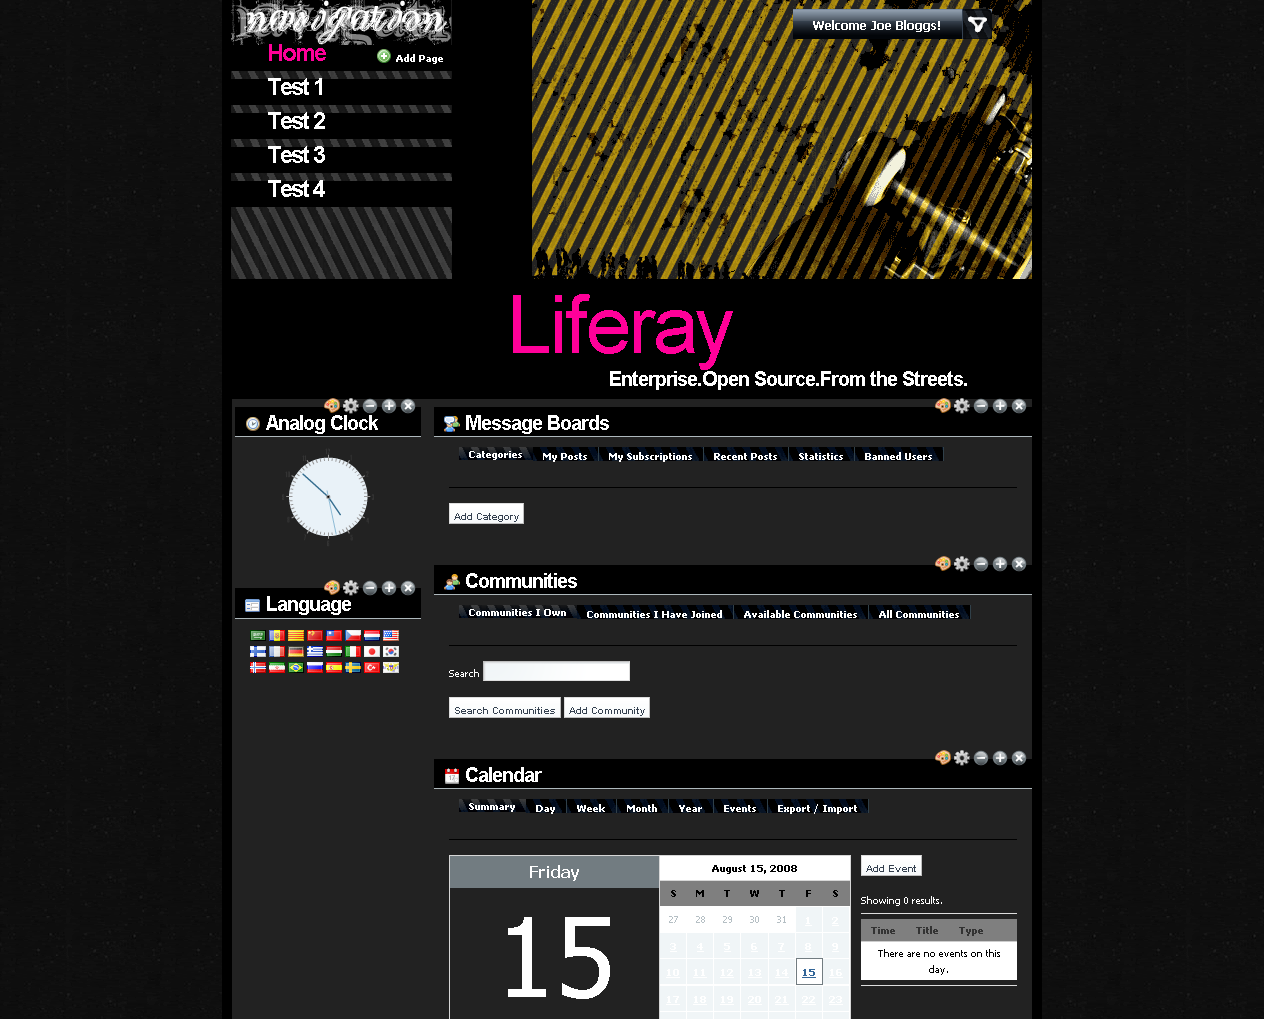 navigation
Home
Add Page
Test 1
Test 2
Test 3
Test 4
Welcome Joe Bloggs!
Liferay
Enterprise.Open Source.From the Streets.
Analog Clock
Language
Message Boards
Categories My Posts My Subscriptions Recent Posts Statistics Banned Users
Add Category
Communities
Communities I Own Communities I Have Joined Available Communities All Communities
Search
Search Communities Add Community
Calendar
Summary Day Week Month Year Events Export / Import
Friday
15
August 15, 2008
S M T W T F S
27 28 29 30 31 1 2
3 4 5 6 7 8 9
10 11 12 13 14 15 16
17 18 19 20 21 22 23
Add Event
Showing 0 results.
Time Title Type
There are no events on this
day.